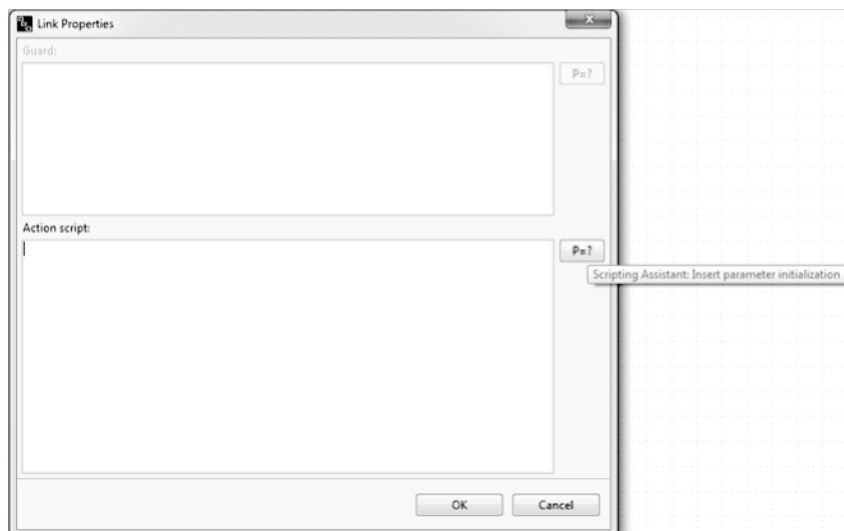 Link Properties
Guard:
P=?
Action script:
P=?
Scripting Assistant: Insert parameter initialization
OK
Cancel